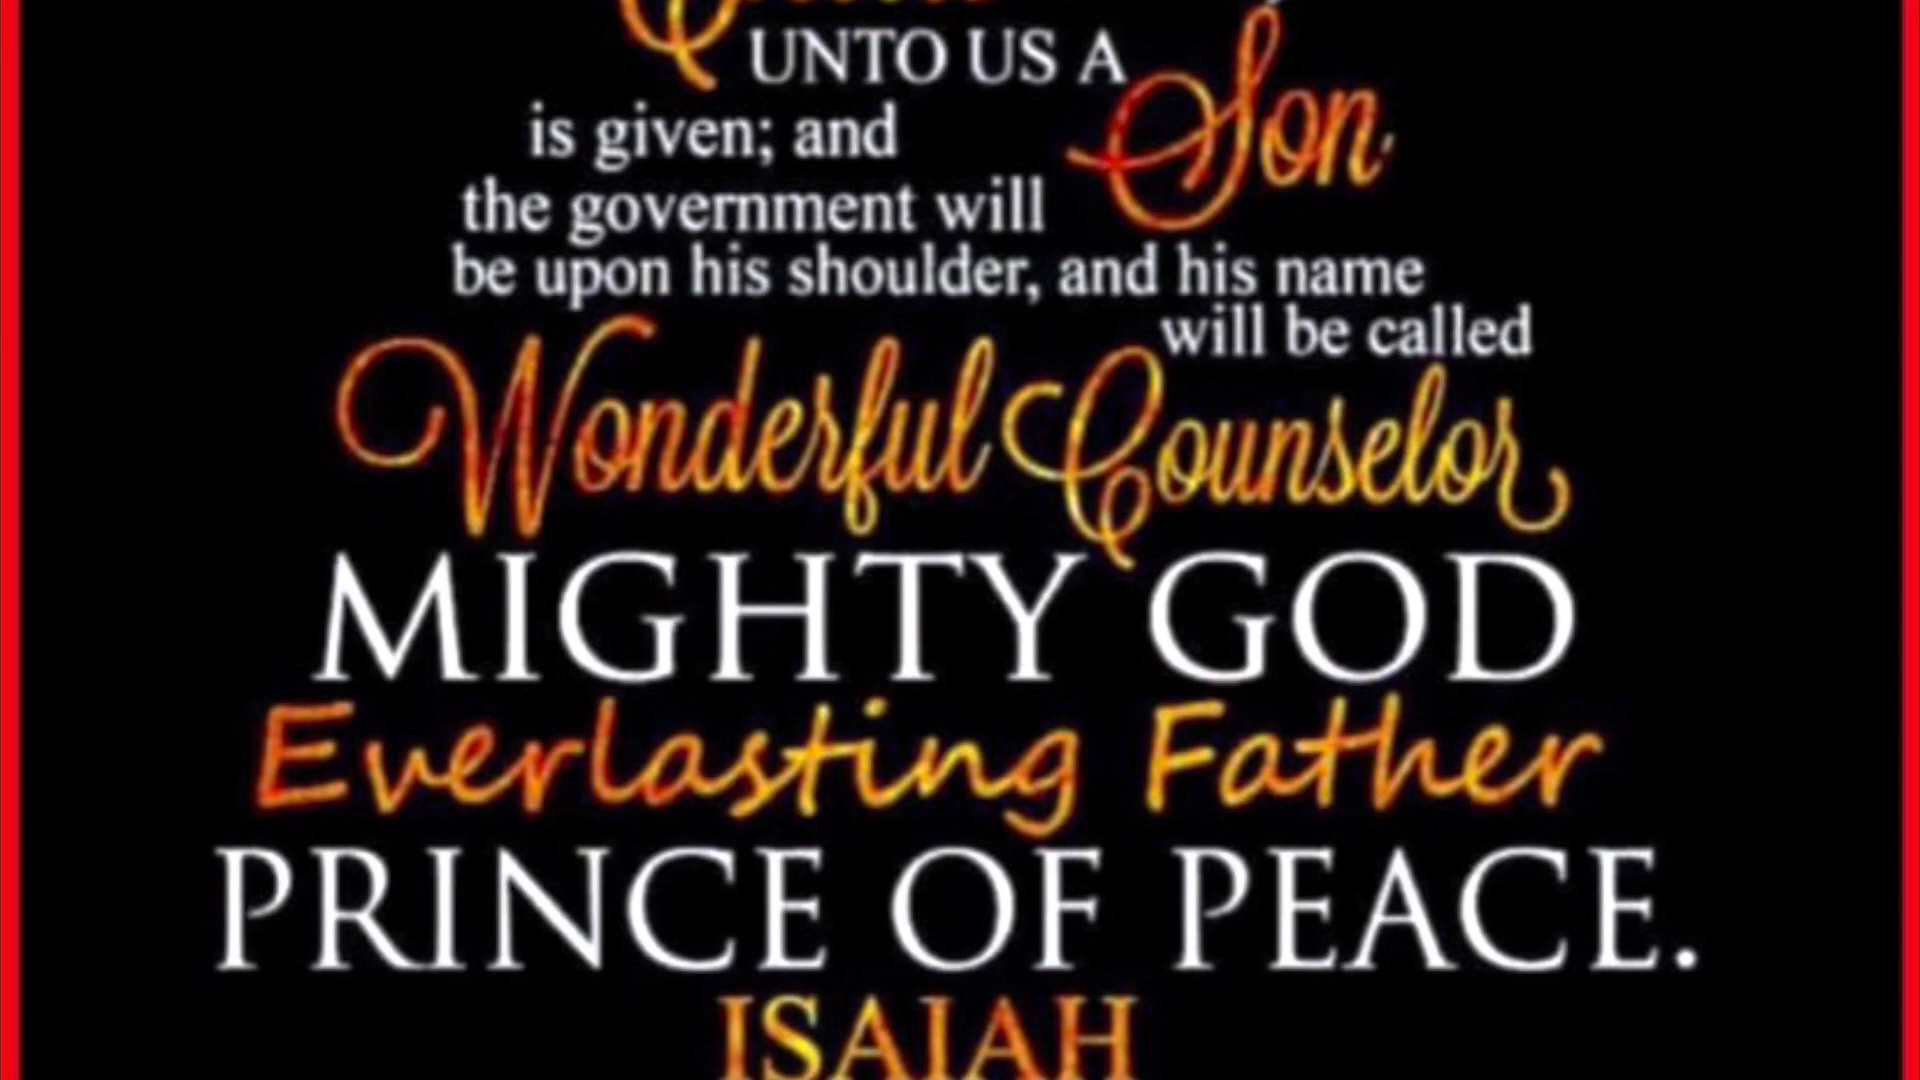 UNTO US A Son
is given; and
the government will
be upon his shoulder, and his name
will be called
Wonderful Counselor
MIGHTY GOD
Everlasting Father
PRINCE OF PEACE.
ISAIAH